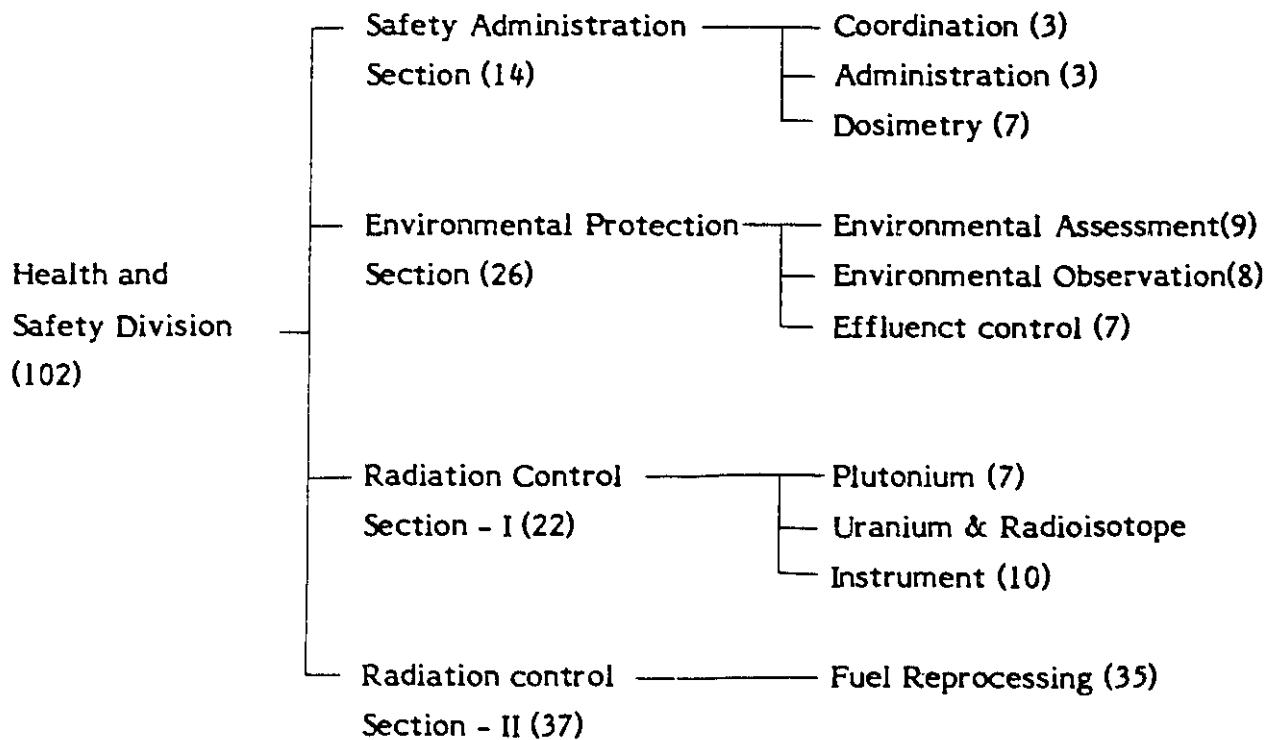 Health and
Safety Division
(102)
Safety Administration
Section (14)
Coordination (3)
Administration (3)
Dosimetry (7)
Environmental Protection
Section (26)
Environmental Assessment(9)
Environmental Observation(8)
Effluenct control (7)
Radiation Control
Section - I (22)
Plutonium (7)
Uranium & Radioisotope
Instrument (10)
Radiation control
Section - II (37)
Fuel Reprocessing (35)